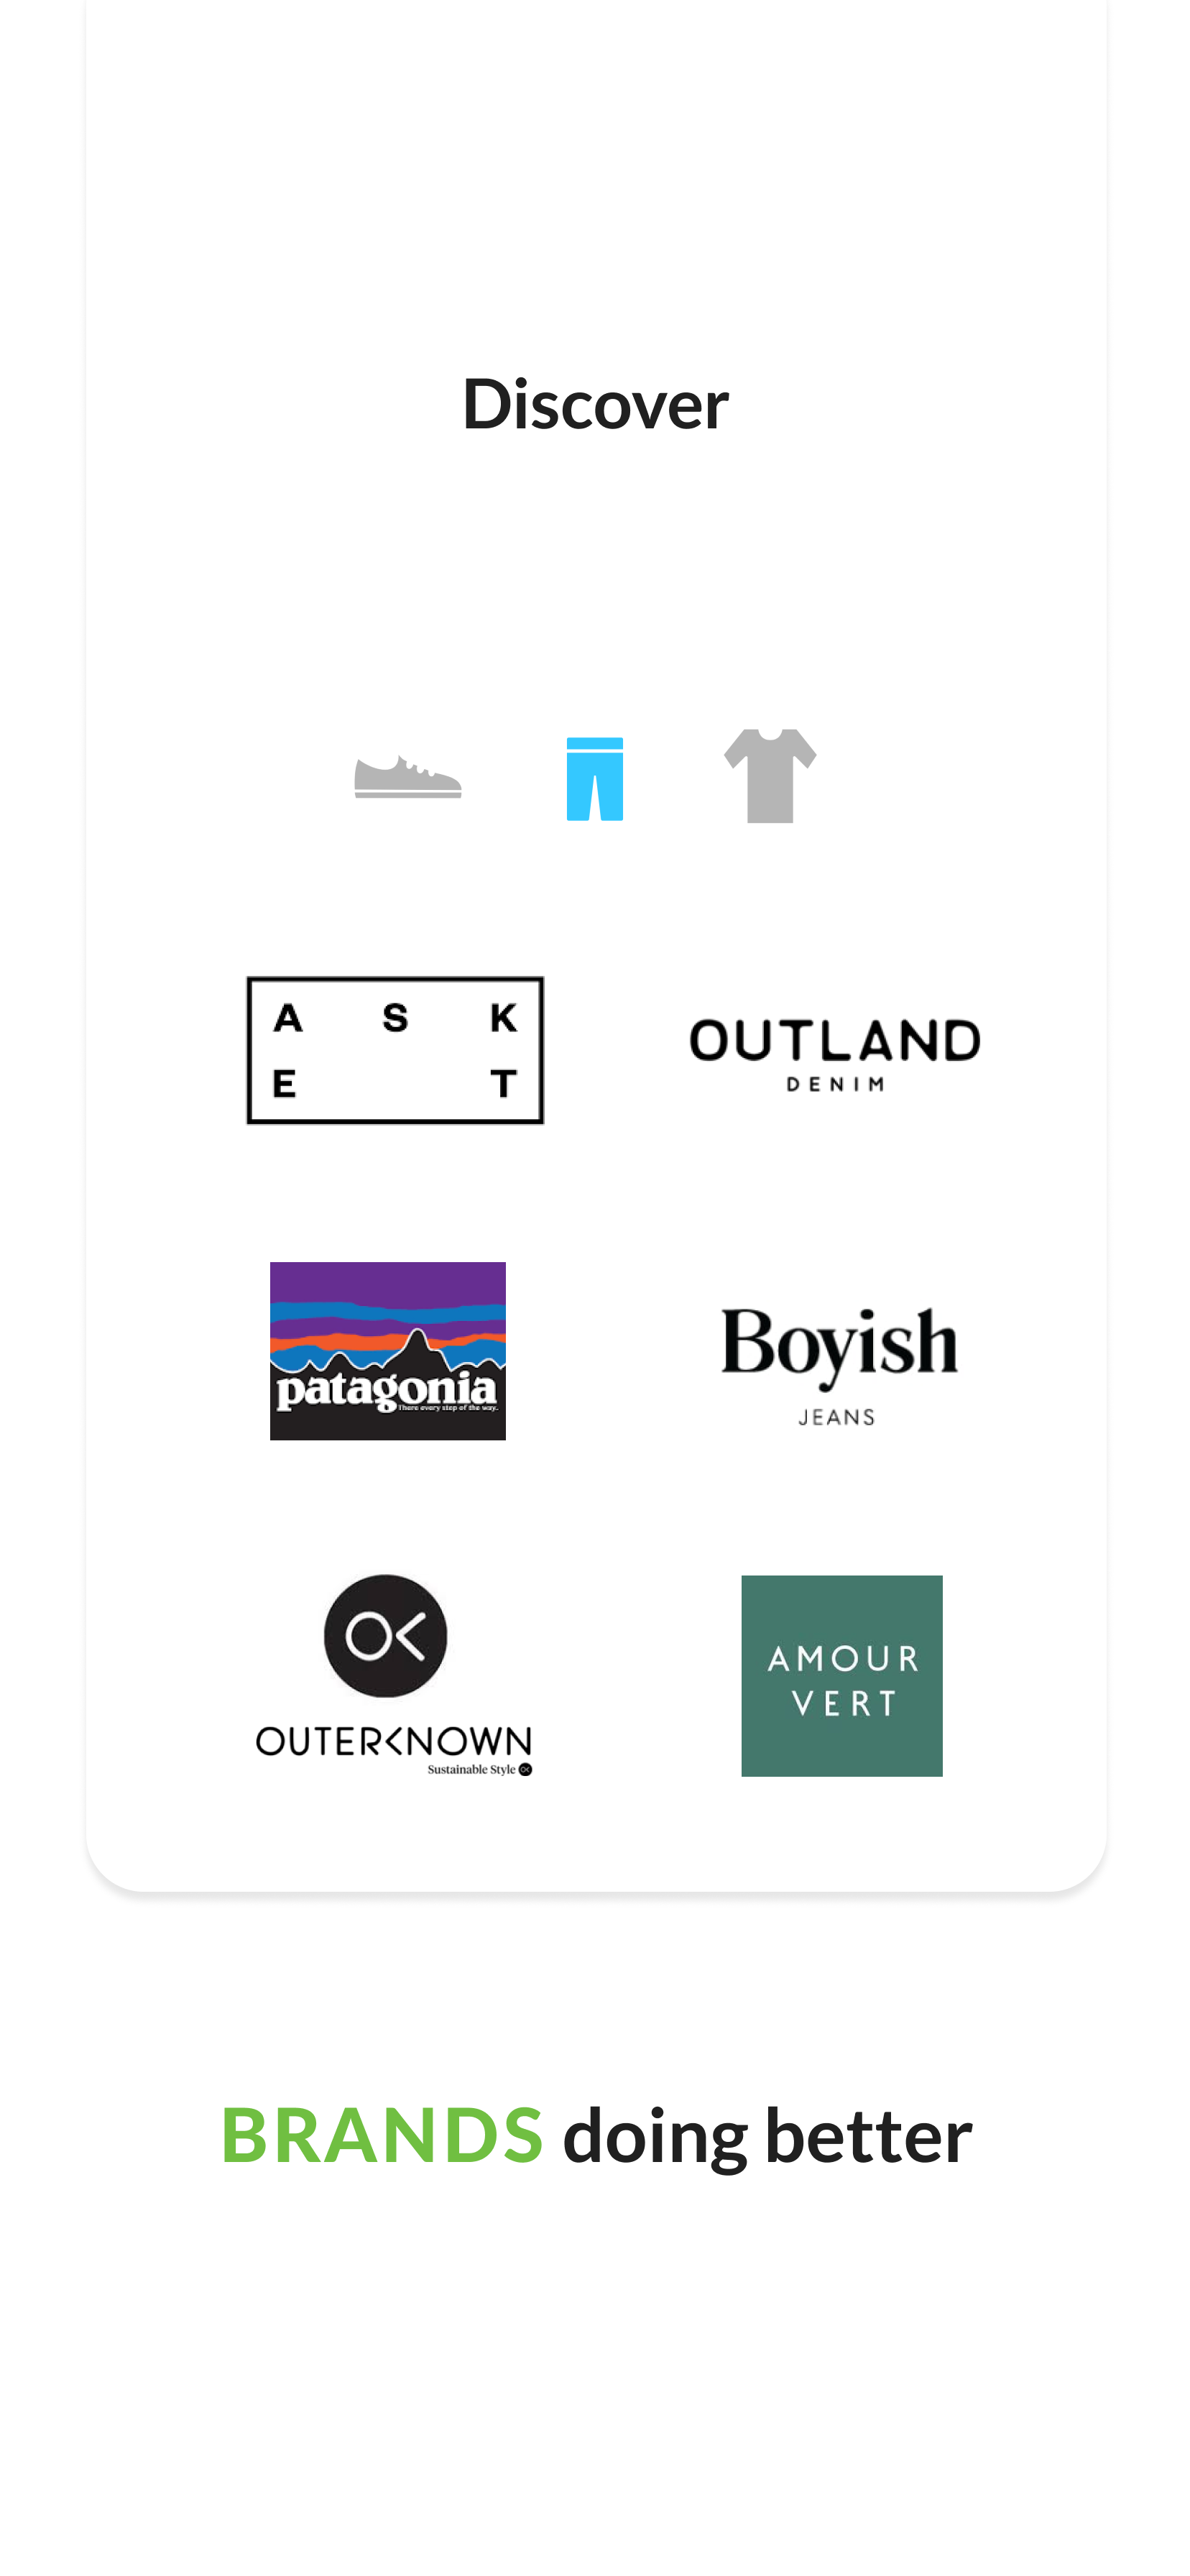 Discover
A S K
E T
OUTLAND
DENIM
patagonia
There every step of the way.
Boyish
JEANS
OK
OUTERKNOWN
Sustainable Style OK
AMOUR
VERT
BRANDS doing better